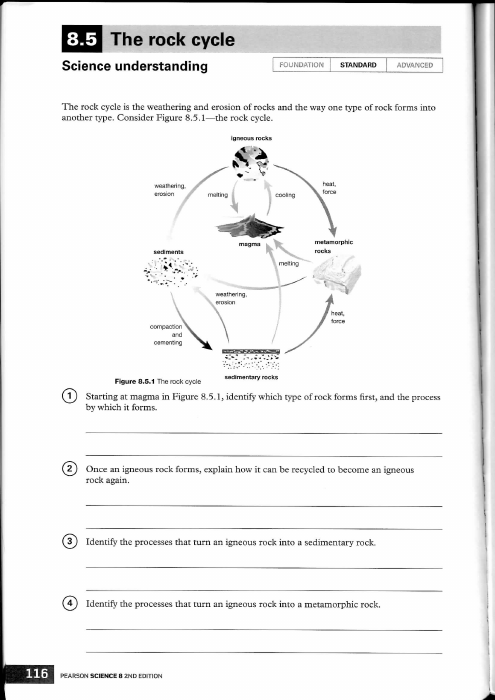 8.5 The rock cycle
Science understanding
FOUNDATION STANDARD ADVANCED
The rock cycle is the weathering and erosion of rocks and the way one type of rock forms into
another type. Consider Figure 8.5.1—the rock cycle.
igneous rocks
weathering,
erosion
melting
cooling
heat,
force
magma
metamorphic
rocks
sediments
melting
weathering,
erosion
heat,
force
compaction
and
cementing
sedimentary rocks
Figure 8.5.1 The rock cycle
1 Starting at magma in Figure 8.5.1, identify which type of rock forms first, and the process
by which it forms.
2 Once an igneous rock forms, explain how it can be recycled to become an igneous
rock again.
3 Identify the processes that turn an igneous rock into a sedimentary rock.
4 Identify the processes that turn an igneous rock into a metamorphic rock.
116 PEARSON SCIENCE 8 2ND EDITION